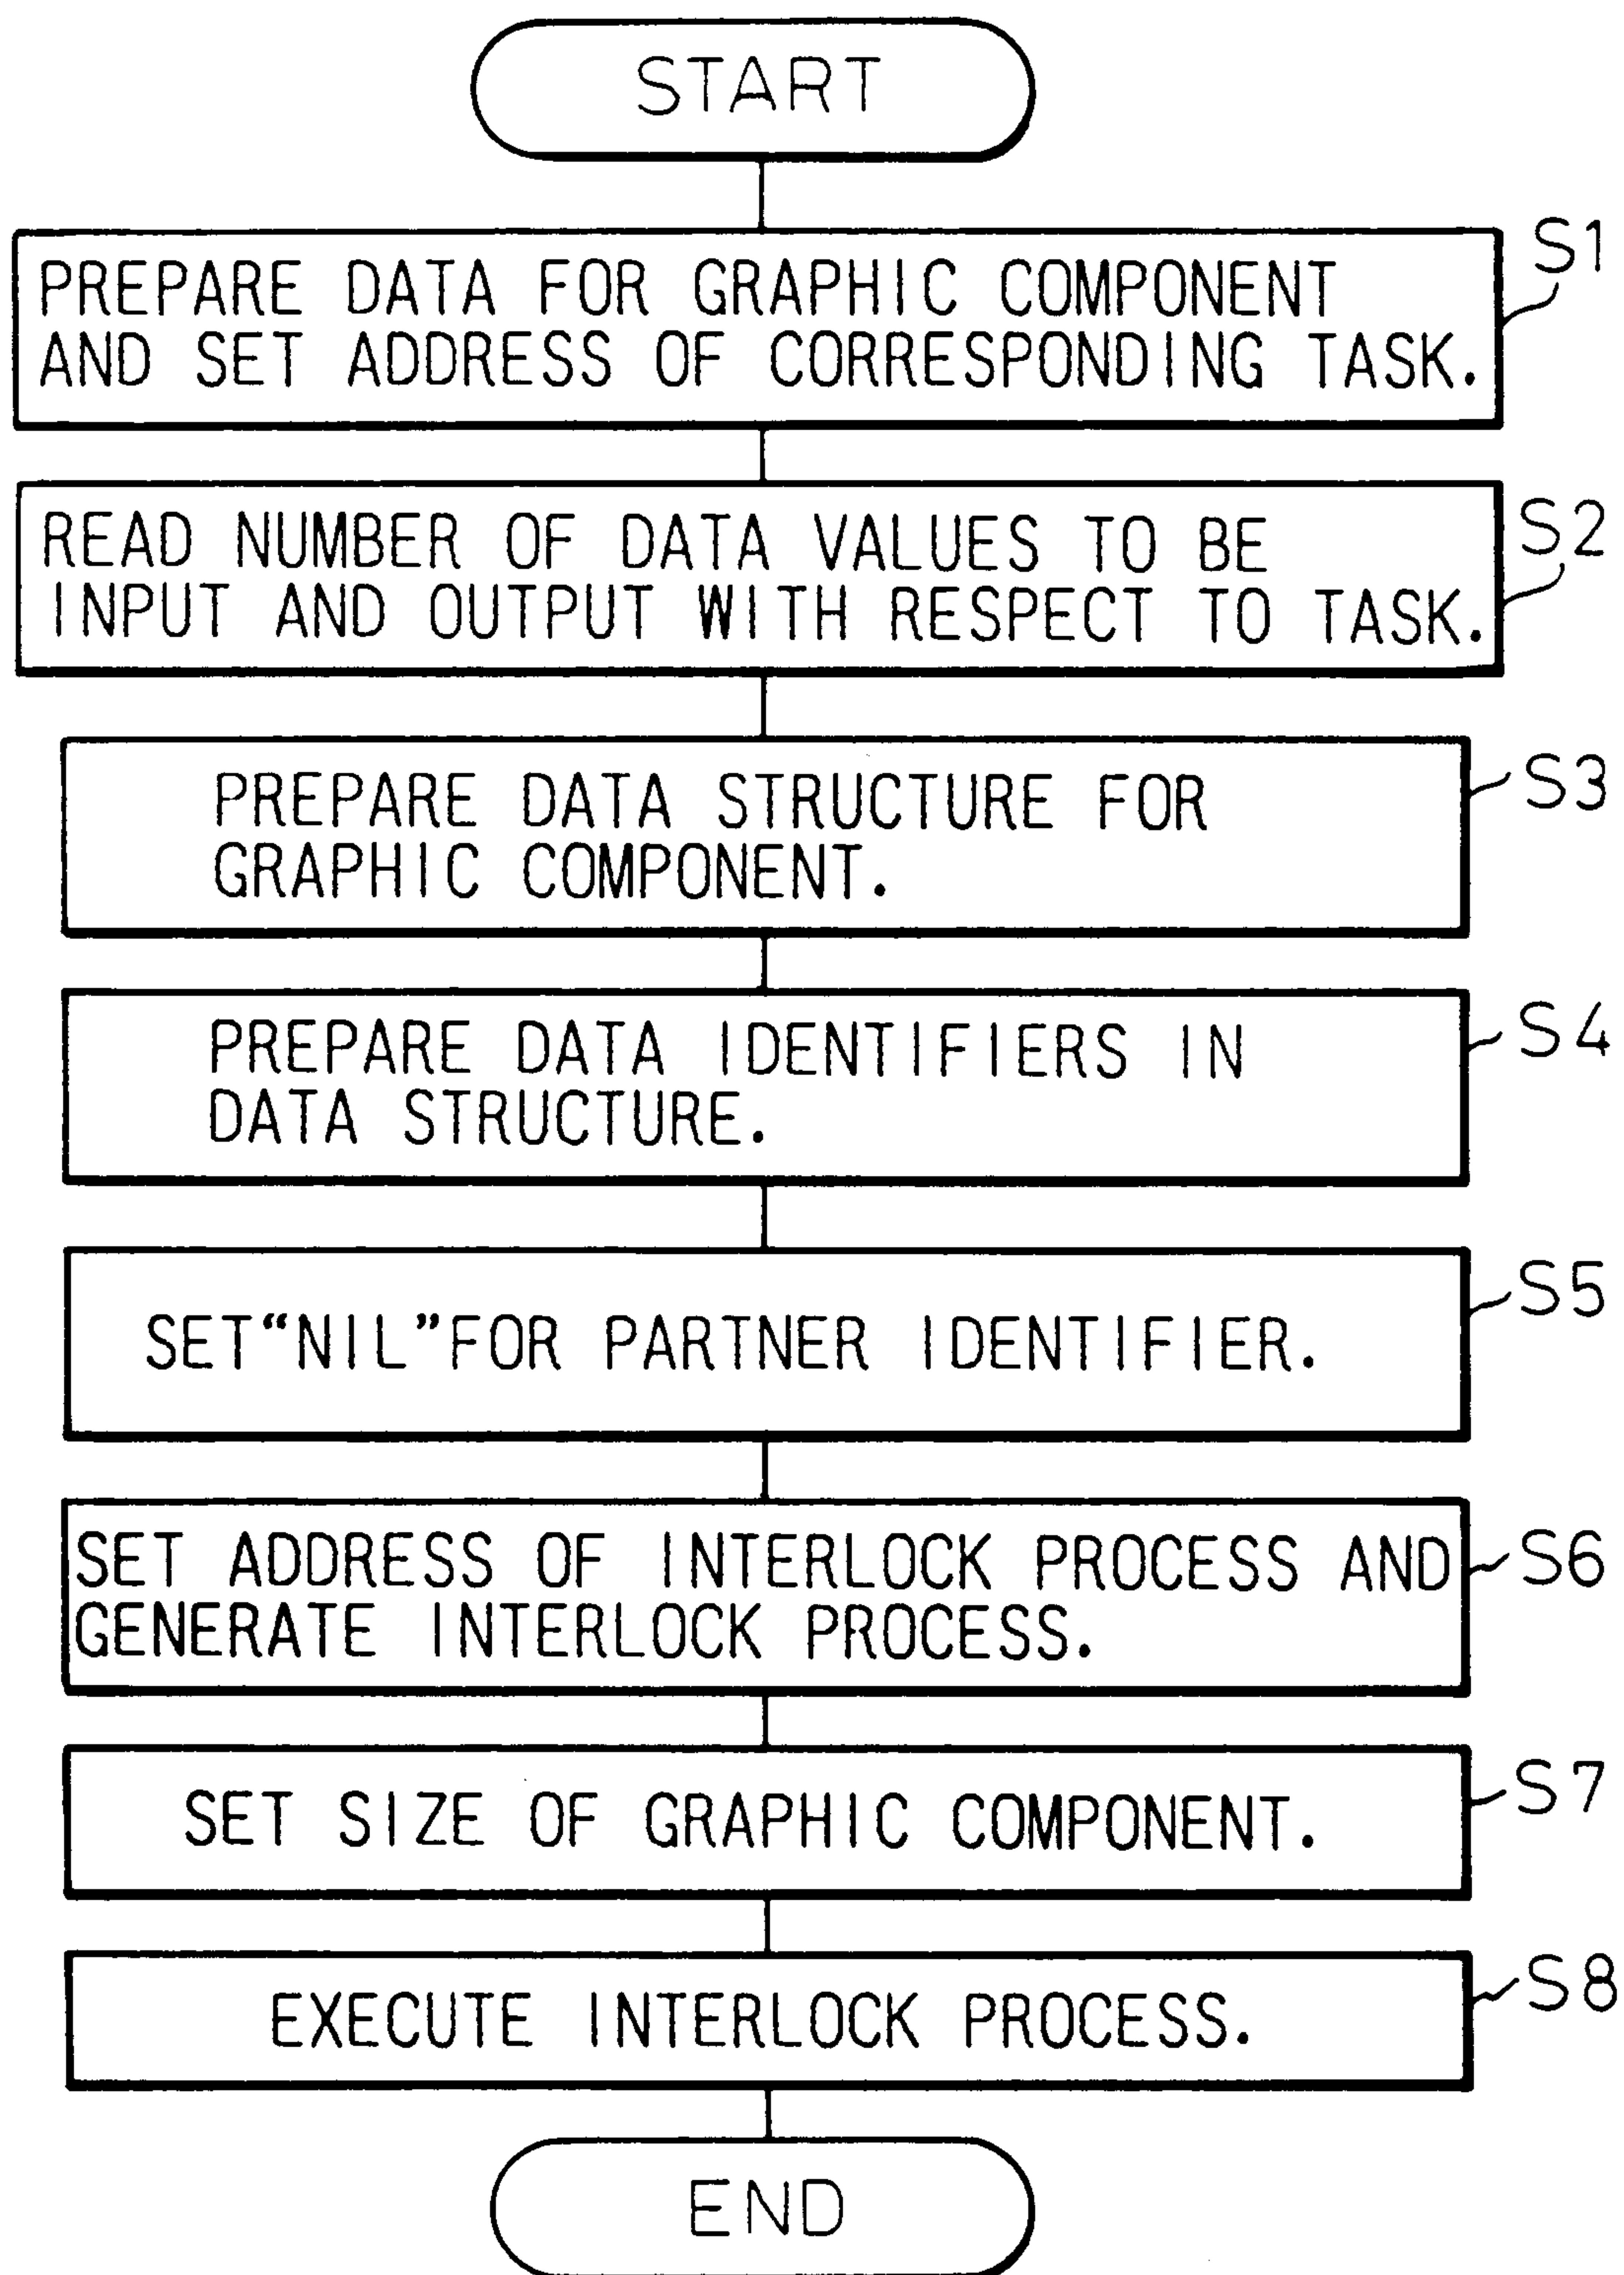 START
S1
PREPARE DATA FOR GRAPHIC COMPONENT
AND SET ADDRESS OF CORRESPONDING TASK.
S2
READ NUMBER OF DATA VALUES TO BE
INPUT AND OUTPUT WITH RESPECT TO TASK.
S3
PREPARE DATA STRUCTURE FOR
GRAPHIC COMPONENT.
S4
PREPARE DATA IDENTIFIERS IN
DATA STRUCTURE.
S5
SET“NIL”FOR PARTNER IDENTIFIER.
S6
SET ADDRESS OF INTERLOCK PROCESS AND
GENERATE INTERLOCK PROCESS.
S7
SET SIZE OF GRAPHIC COMPONENT.
S8
EXECUTE INTERLOCK PROCESS.
END